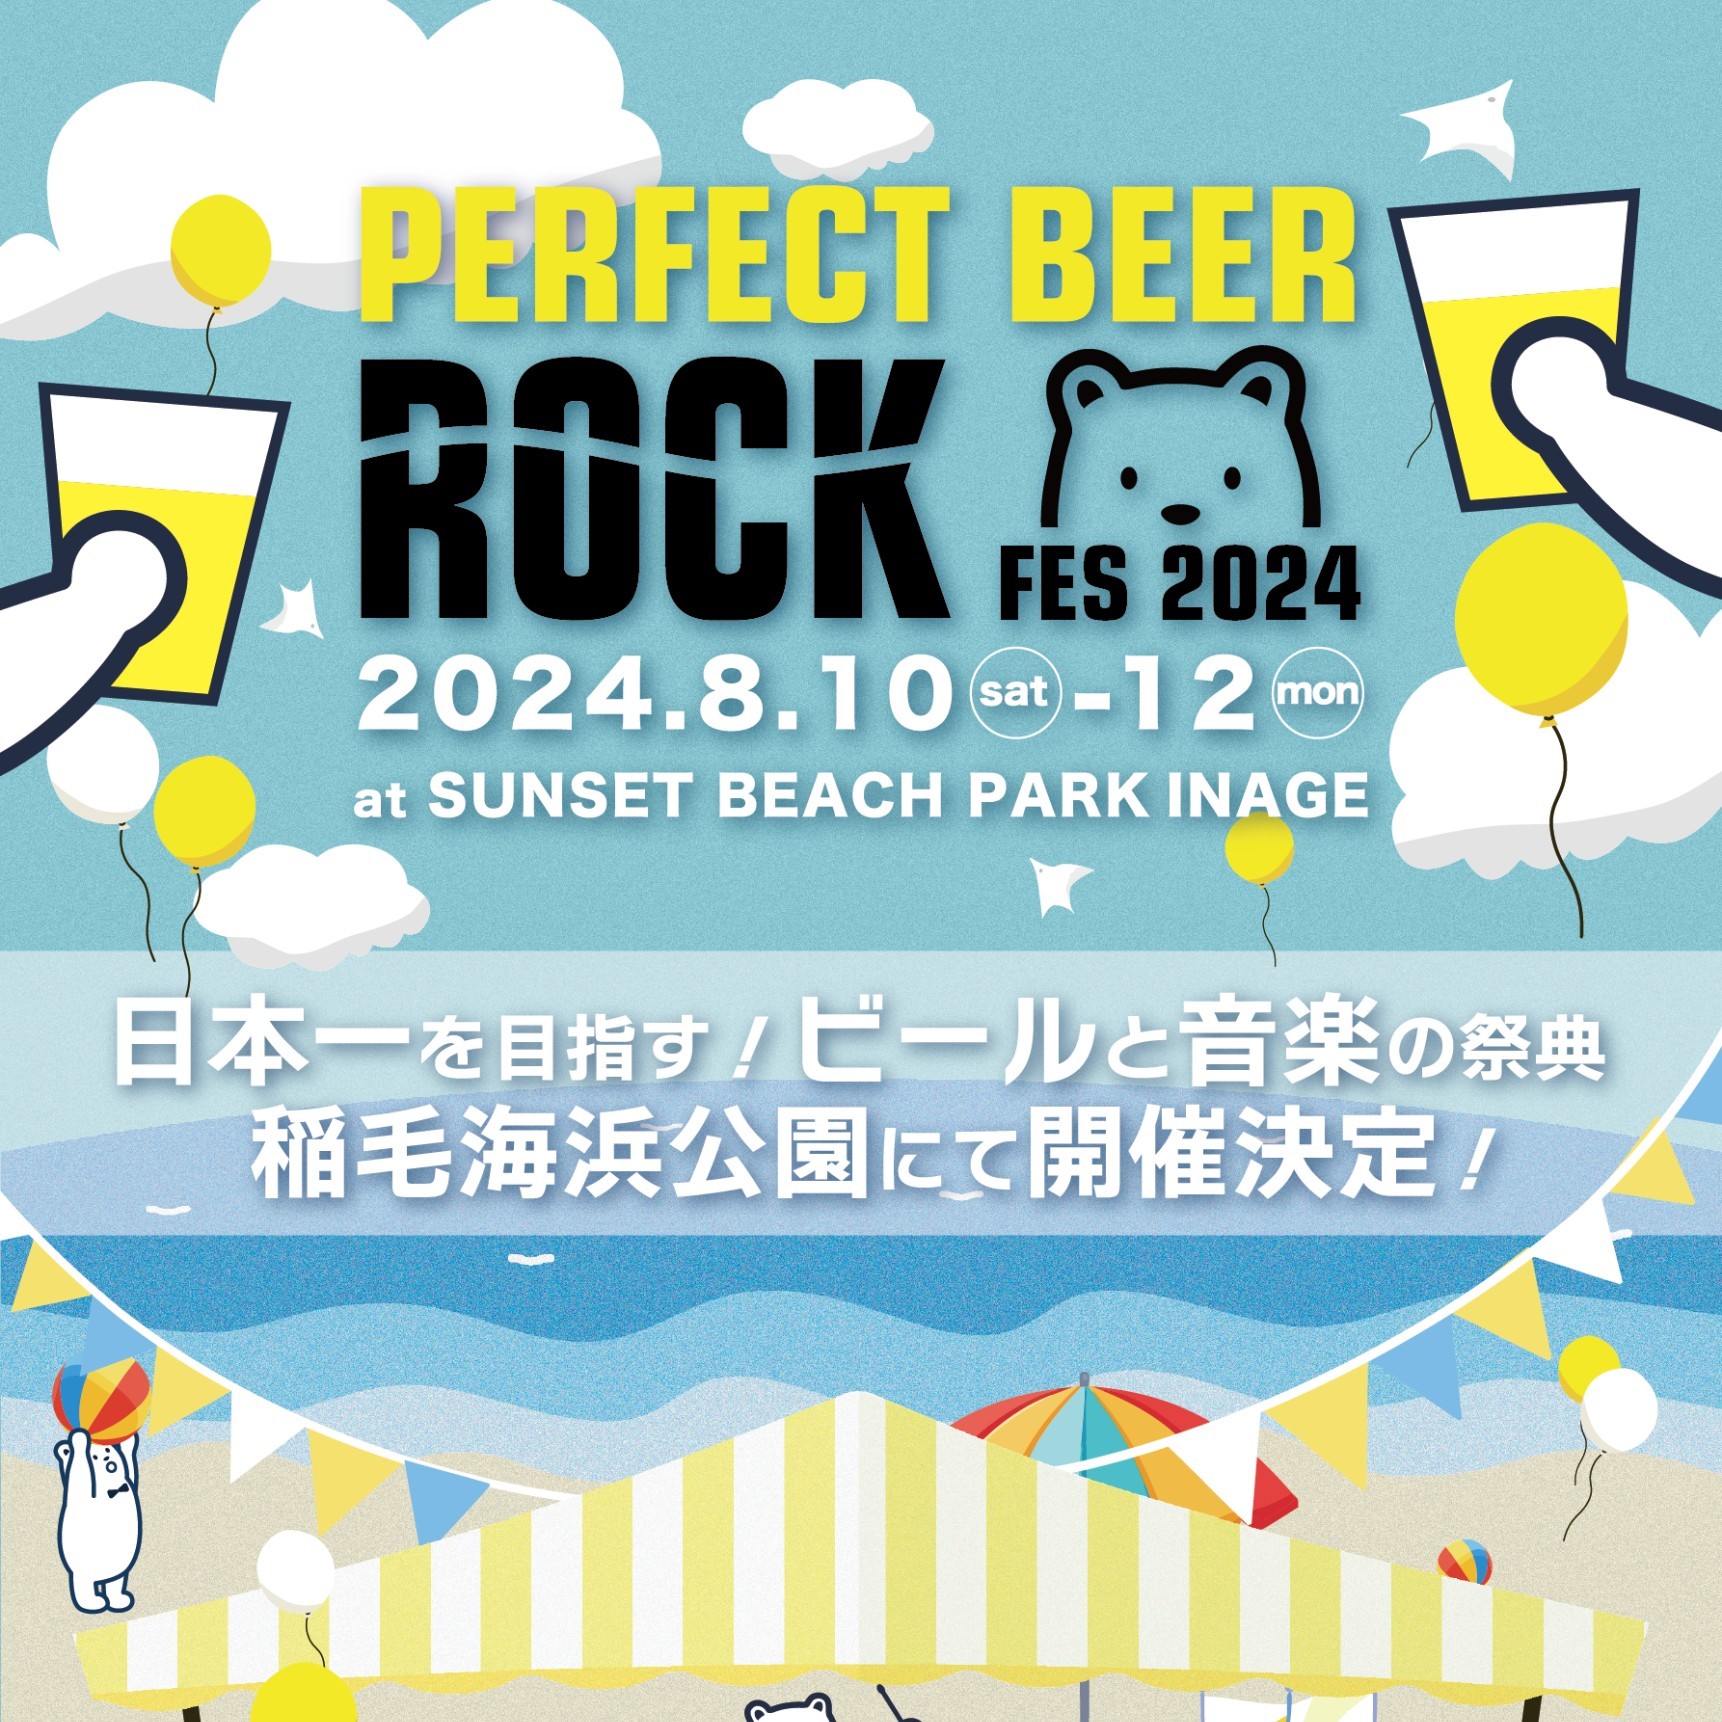 PERFECT BEER
ROCK
FES 2024
2024.8.10 sat -12 mon
at SUNSET BEACH PARK INAGE
日本一を目指す！ビールと音楽の祭典
稲毛海浜公園にて開催決定！